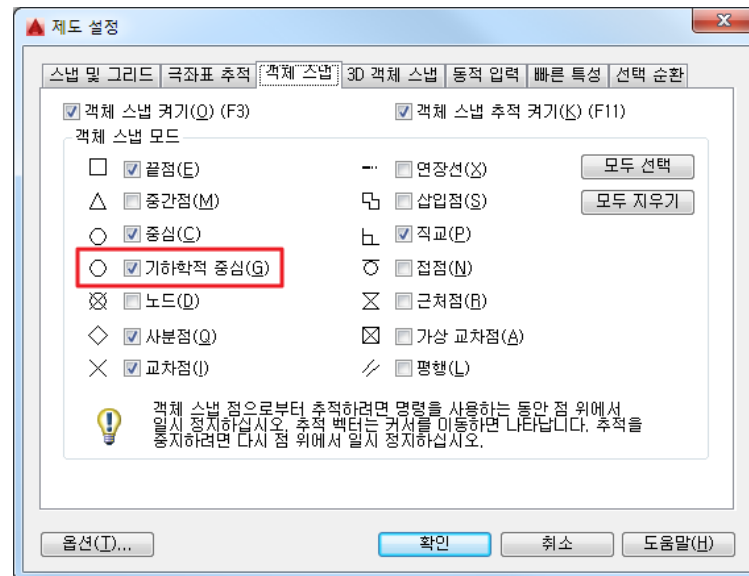 제도 설정
스냅 및 그리드 극좌표 추적 객체 스냅 3D 객체 스냅 동적 입력 빠른 특성 선택 순환
객체 스냅 켜기(O) (F3) 객체 스냅 추적 켜기(K) (F11)
객체 스냅 모드
끝점(E) 연장선(X) 모두 선택
중간점(M) 삽입점(S) 모두 지우기
중심(C) 직교(P)
기하학적 중심(G) 접점(N)
노드(D) 근처점(R)
사분점(Q) 가상 교차점(A)
교차점(I) 평행(L)
객체 스냅 점으로부터 추적하려면 명령을 사용하는 동안 점 위에서
일시 정지하십시오. 추적 벡터는 커서를 이동하면 나타납니다. 추적을
중지하려면 다시 점 위에서 일시 정지하십시오.
옵션(T)... 확인 취소 도움말(H)